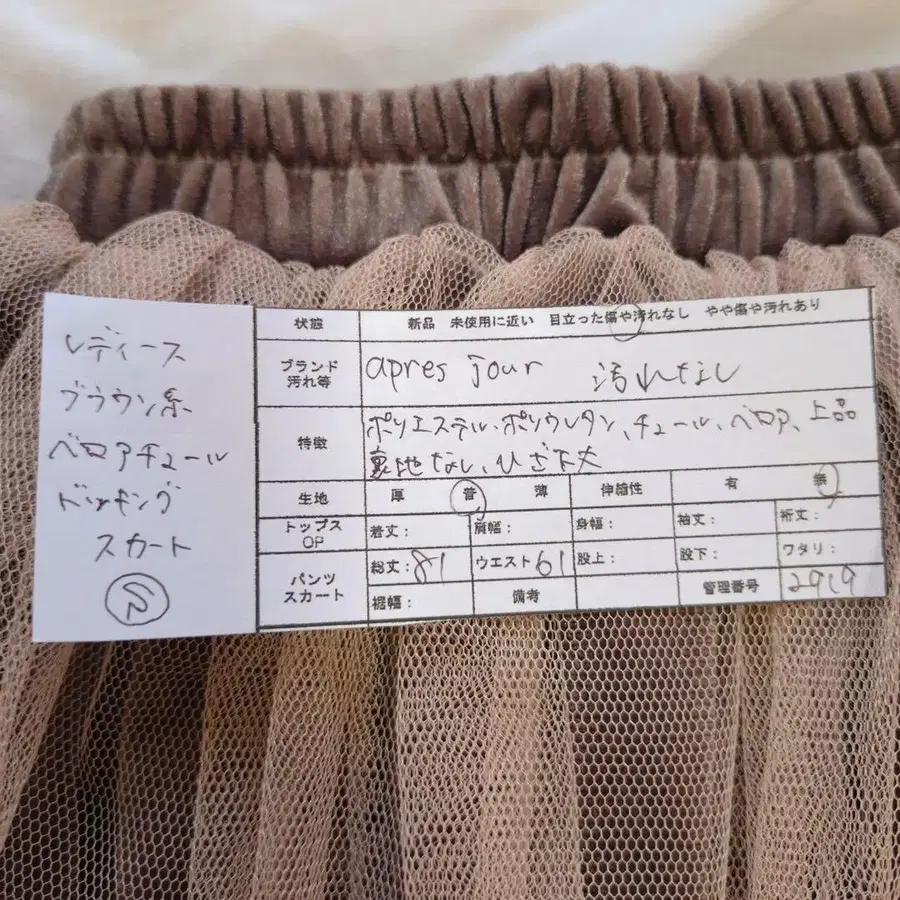 レディース
ブラウン系
ベロアチュール
ドッキング
スカート
状態 新品 未使用に近い 目立った傷や汚れなし やや傷や汚れあり
ブランド
汚れ等
apres jour 汚れなし
特徴
ポリエステル、ポリウレタン、チュール、ベロア、上品
裏地なし、ひざ下丈
生地 厚 普 薄 伸縮性 有 無
トップス
OP
着丈: 肩幅: 身幅: 袖丈: 裄丈:
パンツ
スカート
総丈:81 ウエスト61 股上: 股下: ワタリ:
裾幅: 備考 管理番号 2919